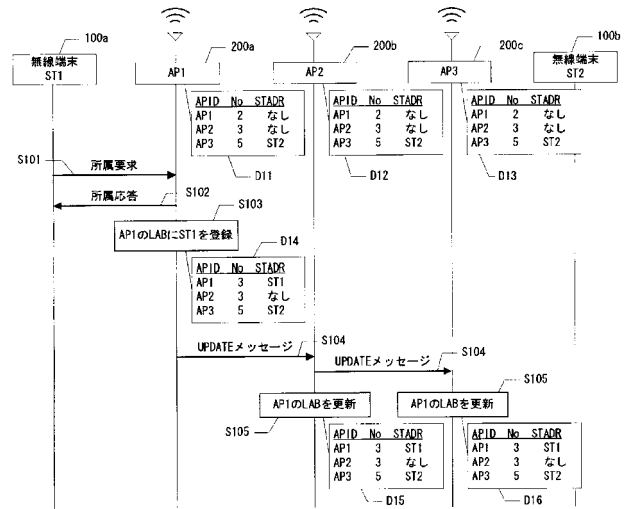 100a
200a
200b
200c
100b
無線端末
ST1
AP1
AP2
AP3
無線端末
ST2
APID No STADR
AP1 2 なし
AP2 3 なし
AP3 5 ST2
D11
APID No STADR
AP1 2 なし
AP2 3 なし
AP3 5 ST2
D12
APID No STADR
AP1 2 なし
AP2 3 なし
AP3 5 ST2
D13
S101
所属要求
所属応答
S102
S103
AP1のLABにST1を登録
D14
APID No STADR
AP1 3 ST1
AP2 3 なし
AP3 5 ST2
UPDATEメッセージ
S104
UPDATEメッセージ
S104
AP1のLABを更新
S105
AP1のLABを更新
S105
APID No STADR
AP1 3 ST1
AP2 3 なし
AP3 5 ST2
D15
APID No STADR
AP1 3 ST1
AP2 3 なし
AP3 5 ST2
D16